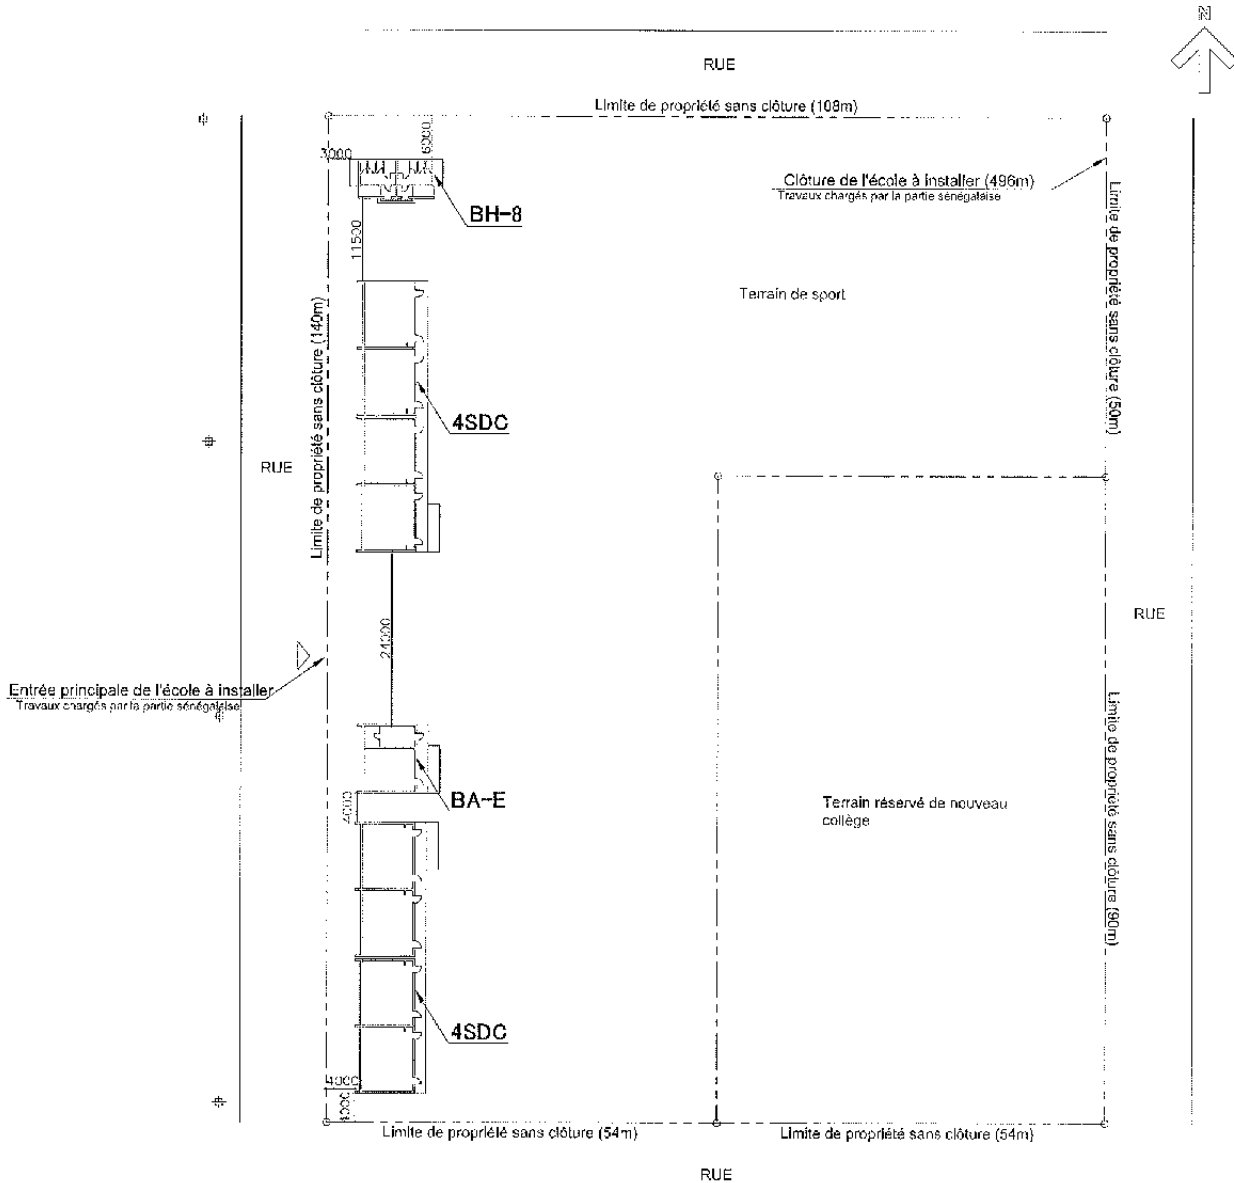 N
RUE
Limite de propriété sans clôture (108m)
6000
3000
Clôture de l'école à installer (496m)
Travaux chargés par la partie sénégalaise
BH-8
11500
Terrain de sport
Limite de propriété sans clôture (50m)
Limite de propriété sans clôture (140m)
4SDC
RUE
RUE
24000
Entrée principale de l'école à installer
Travaux chargés par la partie sénégalaise
Limite de propriété sans clôture (90m)
BA-E
4000
Terrain réservé de nouveau
collège
4SDC
4000
4000
Limite de propriété sans clôture (54m)
Limite de propriété sans clôture (54m)
RUE